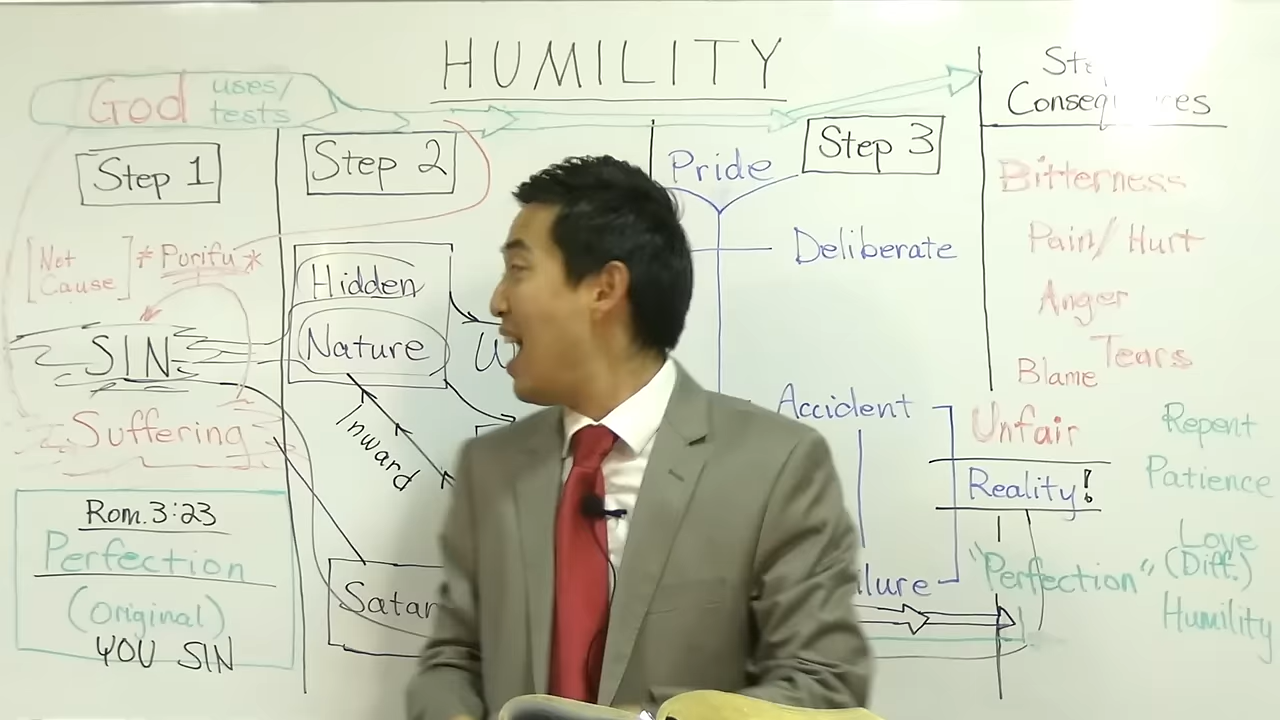 HUMILITY
God uses/
tests
Step 1
[Not
Cause] * Purify *
SIN
Suffering
Rom. 3:23
Perfection
(Original)
YOU SIN
Step 2
Hidden
Nature
Inward
Step 3
Pride
Deliberate
Accident
Bitterness
Pain/Hurt
Anger
Tears
Blame
Unfair
Reality!
"Perfection"
Repent
Patience
Love
(Diff.)
Humility